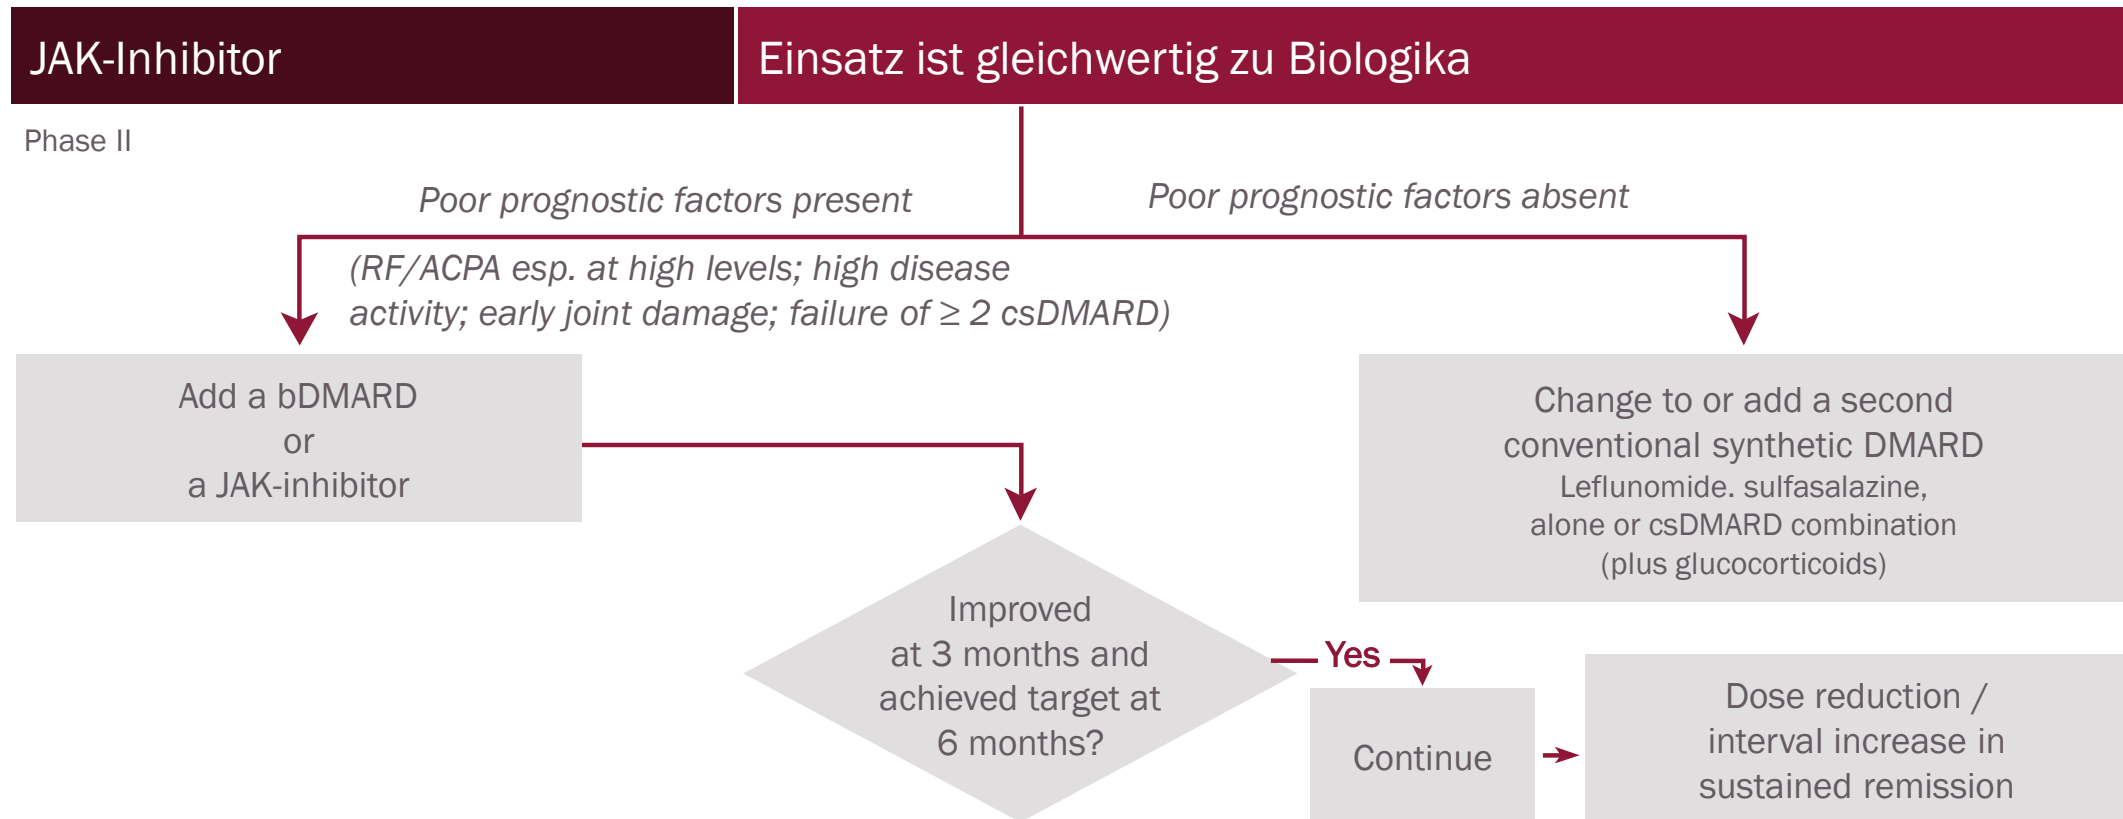 JAK-Inhibitor
Einsatz ist gleichwertig zu Biologika
Phase II
Poor prognostic factors present
Poor prognostic factors absent
(RF/ACPA esp. at high levels; high disease
activity; early joint damage; failure of ≥ 2 csDMARD)
Add a bDMARD
or
a JAK-inhibitor
Change to or add a second
conventional synthetic DMARD
Leflunomide. sulfasalazine,
alone or csDMARD combination
(plus glucocorticoids)
Improved
at 3 months and
achieved target at
6 months?
Yes
Continue
Dose reduction /
interval increase in
sustained remission